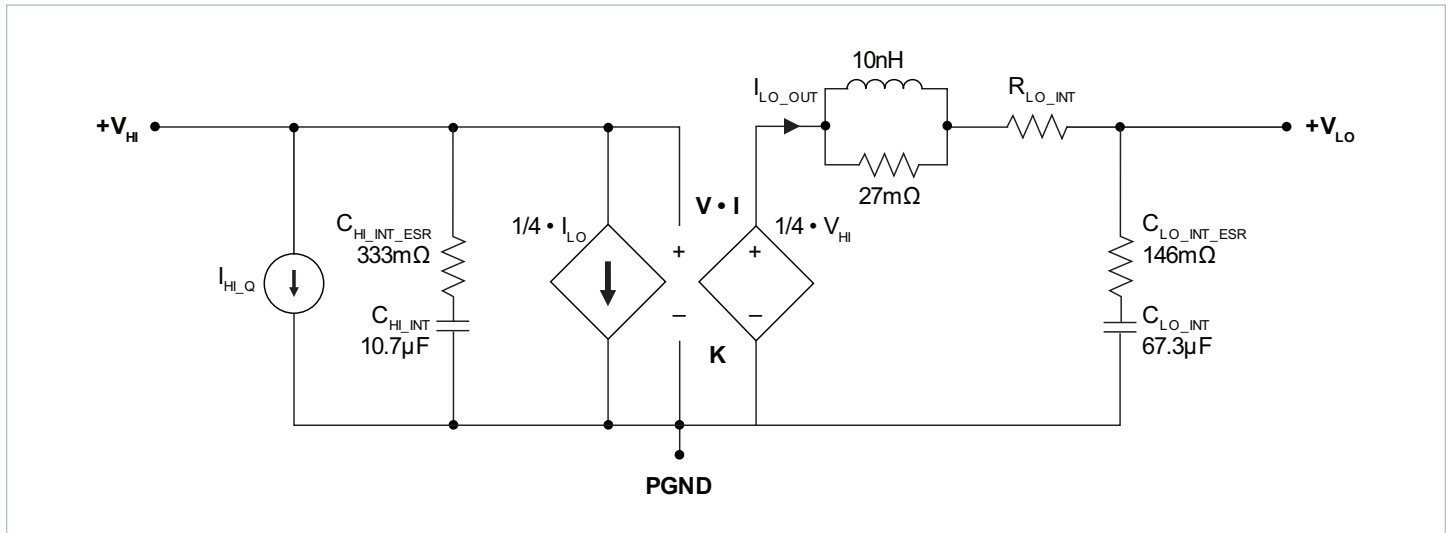 10nH
I_LO_OUT
R_LO_INT
+V_HI
+V_LO
27mΩ
V • I
C_HI_INT_ESR
333mΩ
1/4 • I_LO
+
+
1/4 • V_HI
C_LO_INT_ESR
146mΩ
I_HI_Q
C_HI_INT
10.7µF
–
–
C_LO_INT
67.3µF
K
PGND